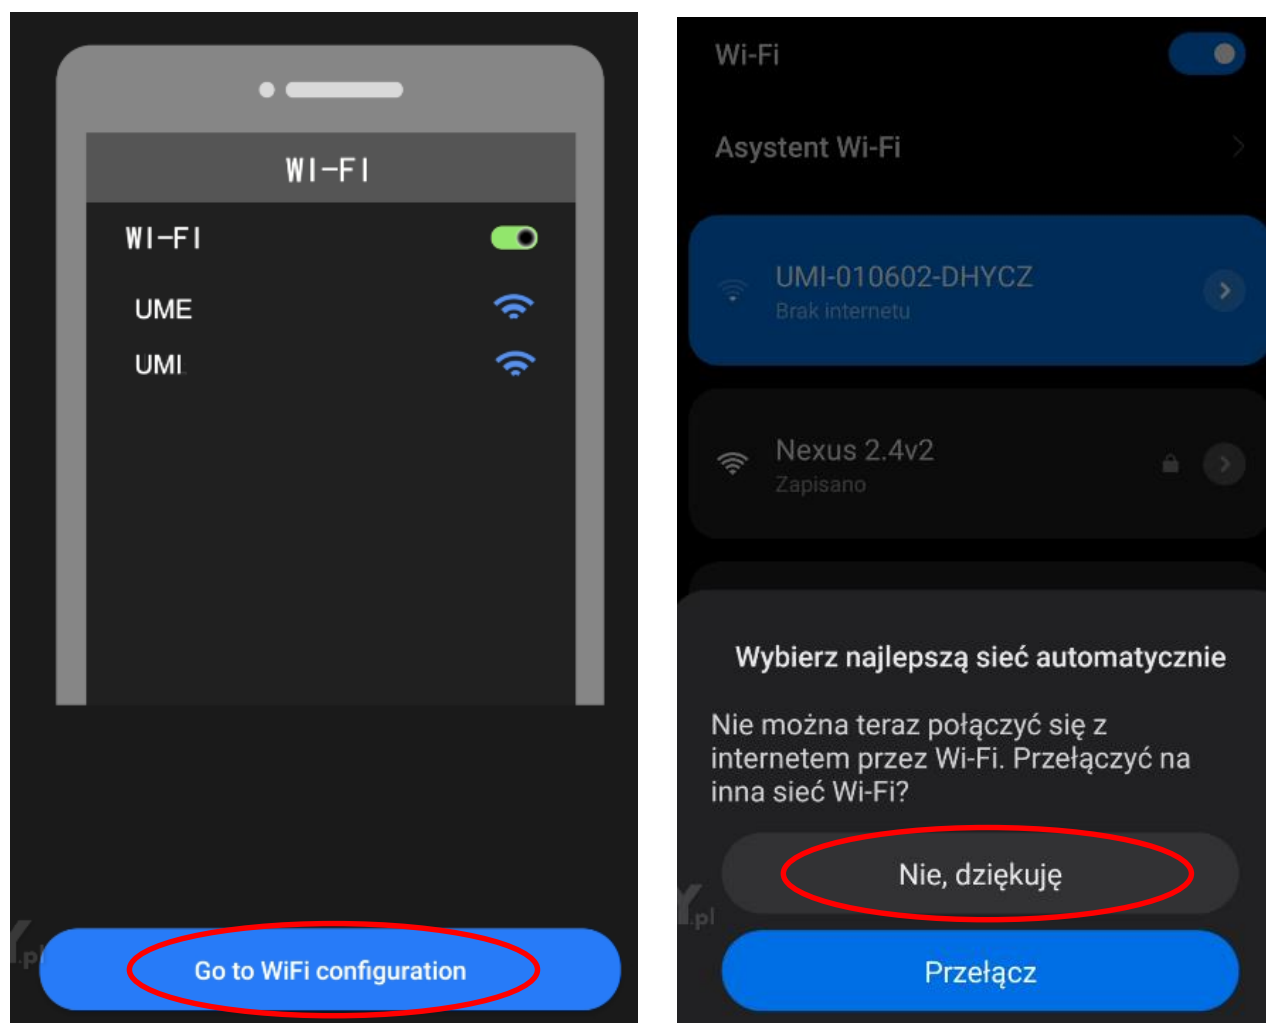 WI-FI
WI-FI
UME
UMI
Go to WiFi configuration
Wi-Fi
Asystent Wi-Fi
UMI-010602-DHYCZ
Brak internetu
Nexus 2.4v2
Zapisano
Wybierz najlepszą sieć automatycznie
Nie można teraz połączyć się z
internetem przez Wi-Fi. Przełączyć na
inna sieć Wi-Fi?
Nie, dziękuję
Y.pl
Przełącz